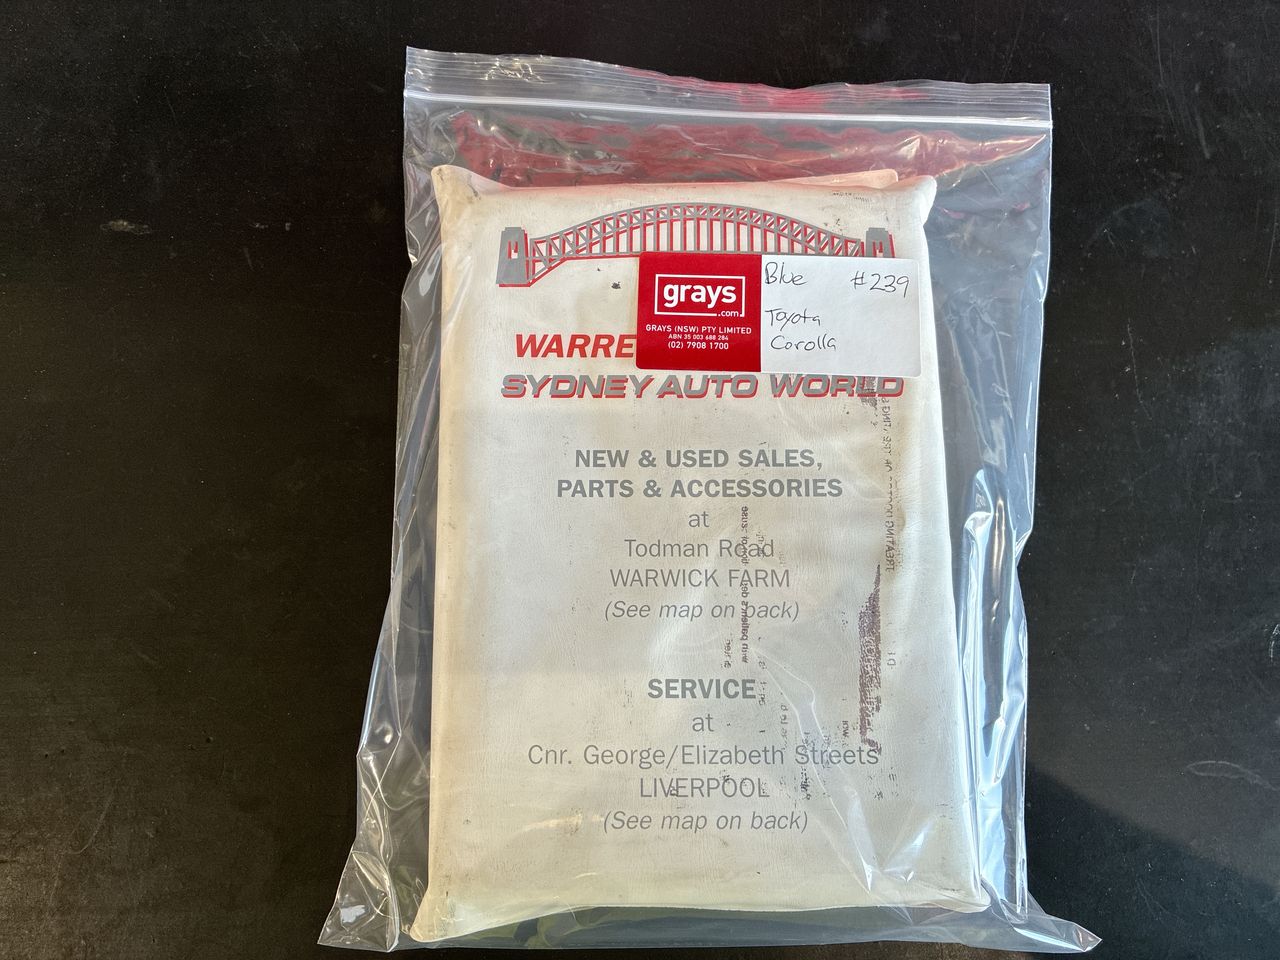 grays
.com
GRAYS (NSW) PTY LIMITED
ABN 35 003 688 284
(02) 7908 1700
Blue #239
Toyota
Corolla
WARRE
SYDNEY AUTO WORLD
NEW & USED SALES,
PARTS & ACCESSORIES
at
Todman Road
WARWICK FARM
(See map on back)
SERVICE
at
Cnr. George/Elizabeth Streets
LIVERPOOL
(See map on back)